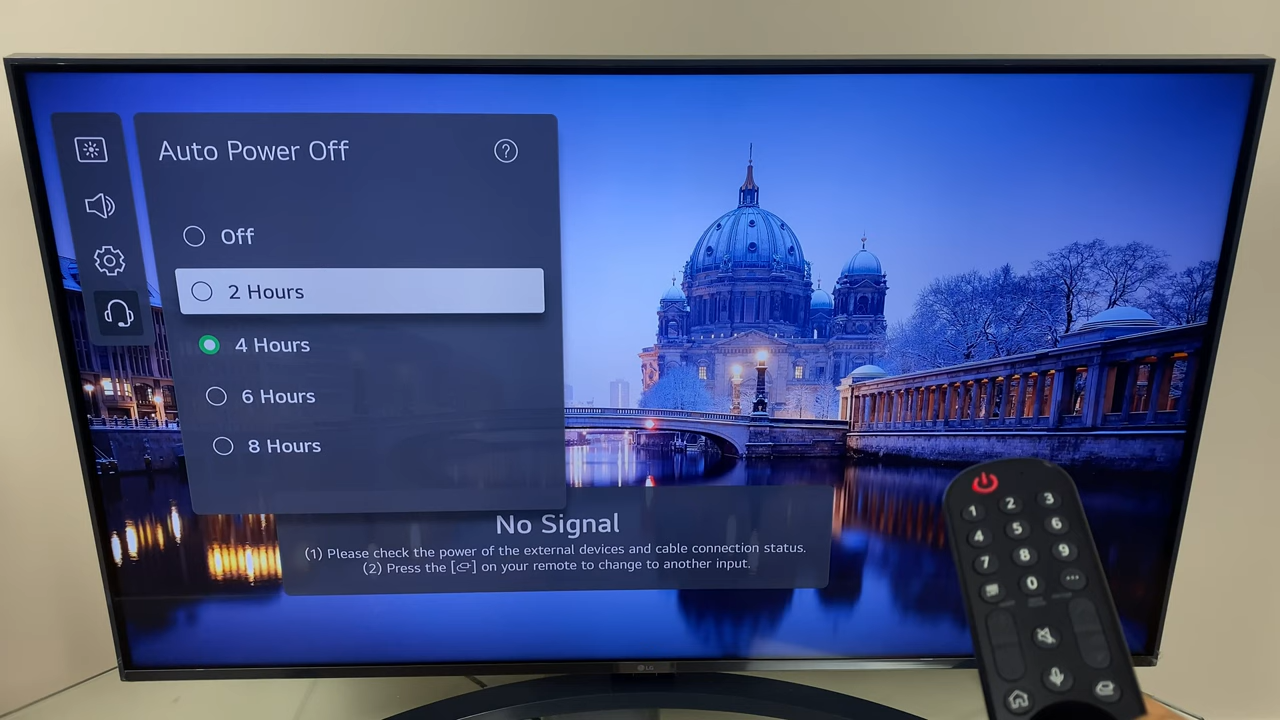 Auto Power Off
?
Off
2 Hours
4 Hours
6 Hours
8 Hours
No Signal
(1) Please check the power of the external devices and cable connection status.
(2) Press the [] on your remote to change to another input.
LG
1 2 3
4 5 6
7 8 9
0 ...